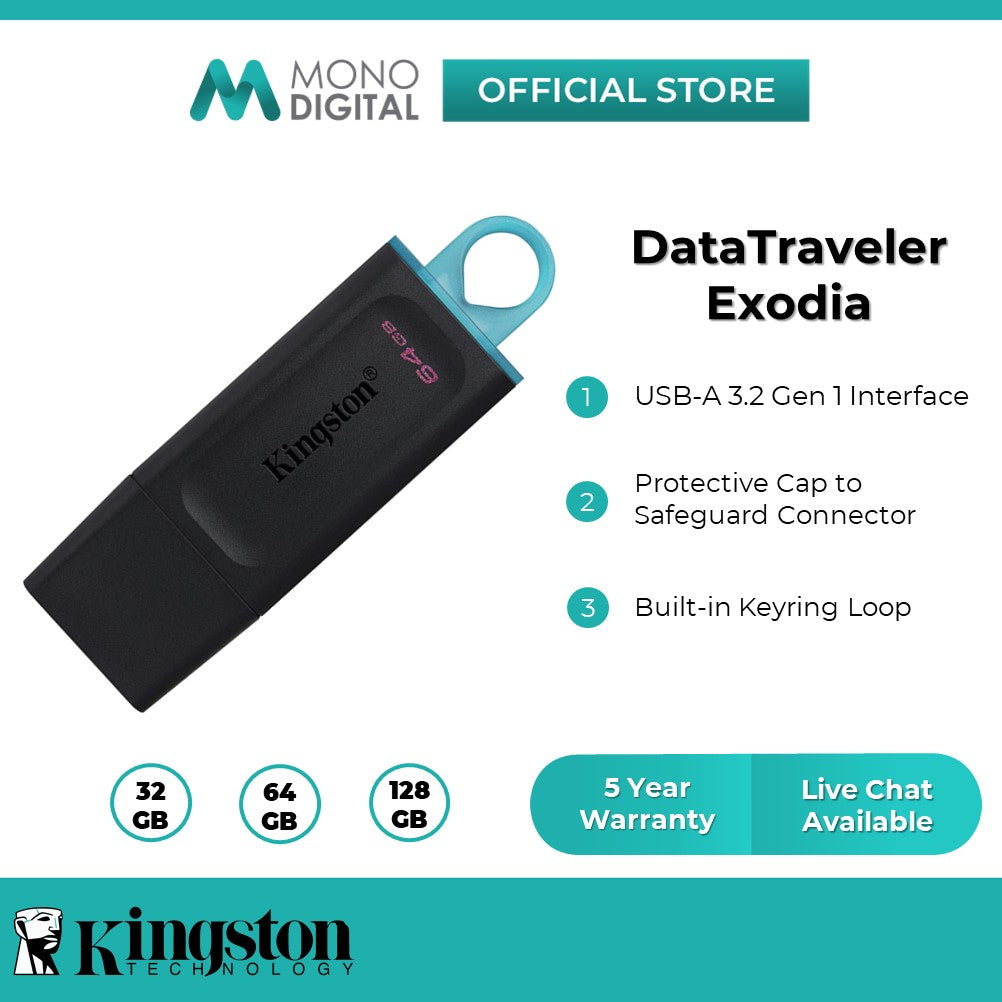 MONO
DIGITAL
OFFICIAL STORE
DataTraveler
Exodia
64GB
Kingston®
1 USB-A 3.2 Gen 1 Interface
2 Protective Cap to
Safeguard Connector
3 Built-in Keyring Loop
32
GB
64
GB
128
GB
5 Year
Warranty
Live Chat
Available
Kingston
TECHNOLOGY